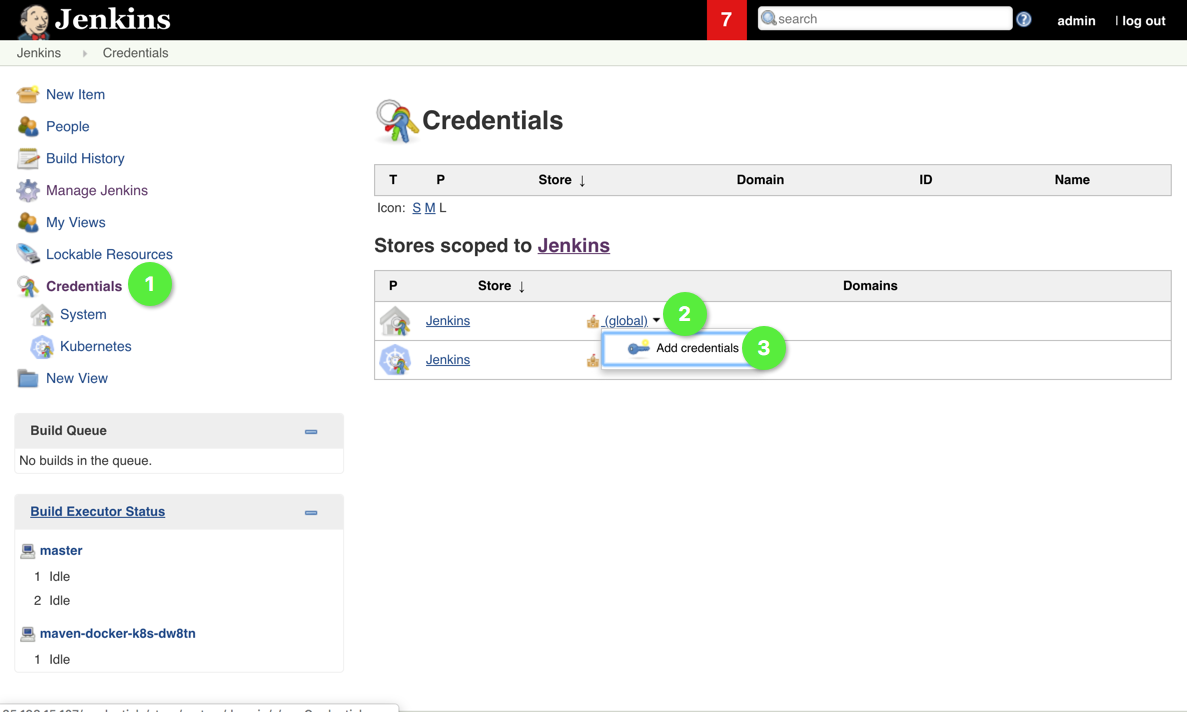 Jenkins
7
search
?
admin
| log out
Jenkins
Credentials
New Item
People
Build History
Manage Jenkins
My Views
Lockable Resources
Credentials
1
System
Kubernetes
New View
Build Queue
No builds in the queue.
Build Executor Status
master
1 Idle
2 Idle
maven-docker-k8s-dw8tn
1 Idle
Credentials
T P Store ↓ Domain ID Name
Icon: S M L
Stores scoped to Jenkins
P Store ↓ Domains
Jenkins (global)
2
Add credentials
3
Jenkins